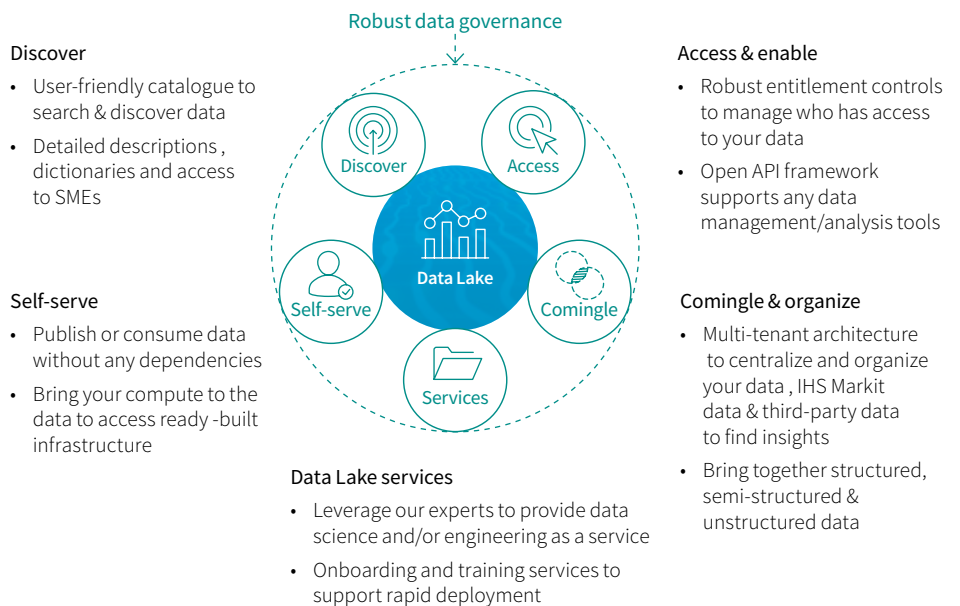 Robust data governance
Discover
• User-friendly catalogue to
search & discover data
• Detailed descriptions ,
dictionaries and access
to SMEs
Access & enable
• Robust entitlement controls
to manage who has access
to your data
• Open API framework
supports any data
management/analysis tools
Discover
Access
Data Lake
Self-serve
Comingle
Services
Self-serve
• Publish or consume data
without any dependencies
• Bring your compute to the
data to access ready -built
infrastructure
Comingle & organize
• Multi-tenant architecture
to centralize and organize
your data , IHS Markit
data & third-party data
to find insights
• Bring together structured,
semi-structured &
unstructured data
Data Lake services
• Leverage our experts to provide data
science and/or engineering as a service
• Onboarding and training services to
support rapid deployment